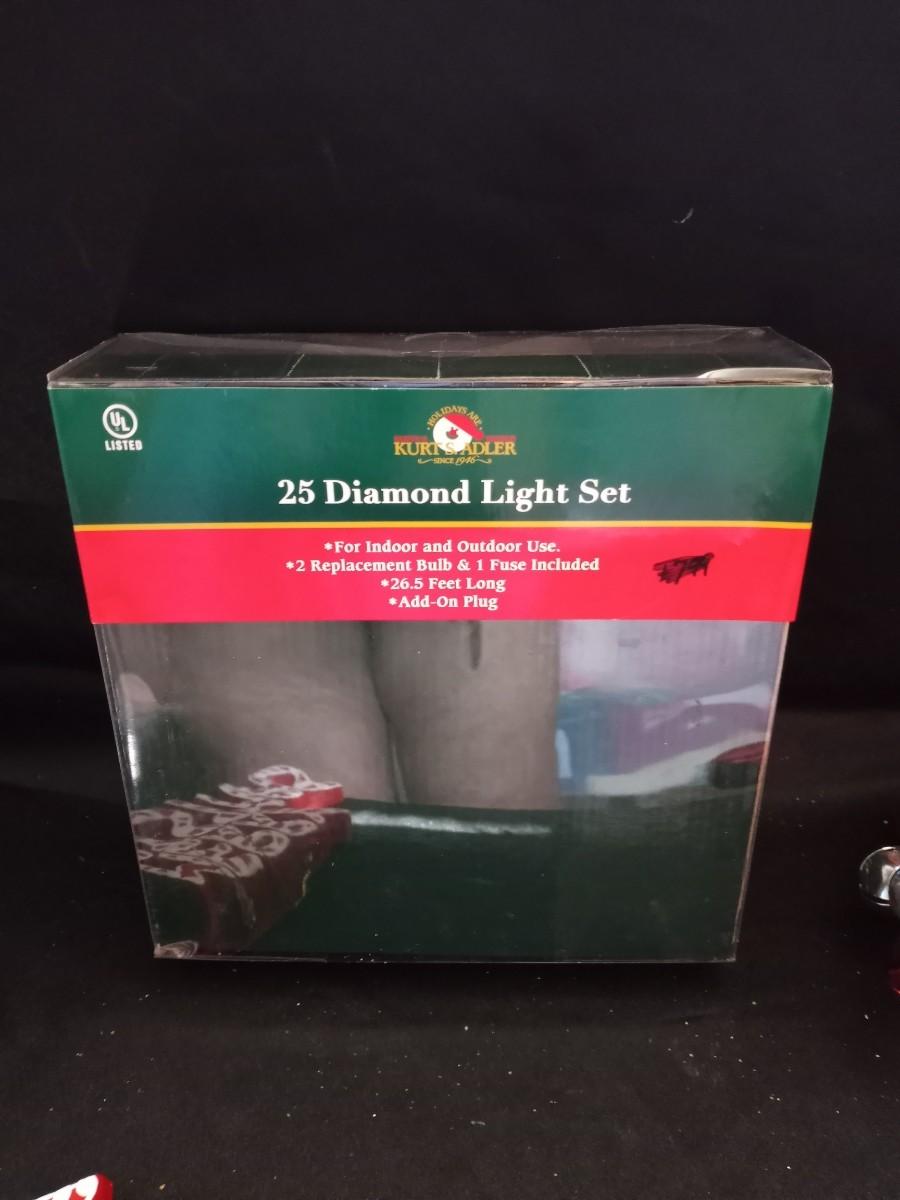 UL
LISTED
HOLIDAYS ARE
KURT S. ADLER
SINCE 1946
25 Diamond Light Set
*For Indoor and Outdoor Use.
*2 Replacement Bulb & 1 Fuse Included
*26.5 Feet Long
*Add-On Plug